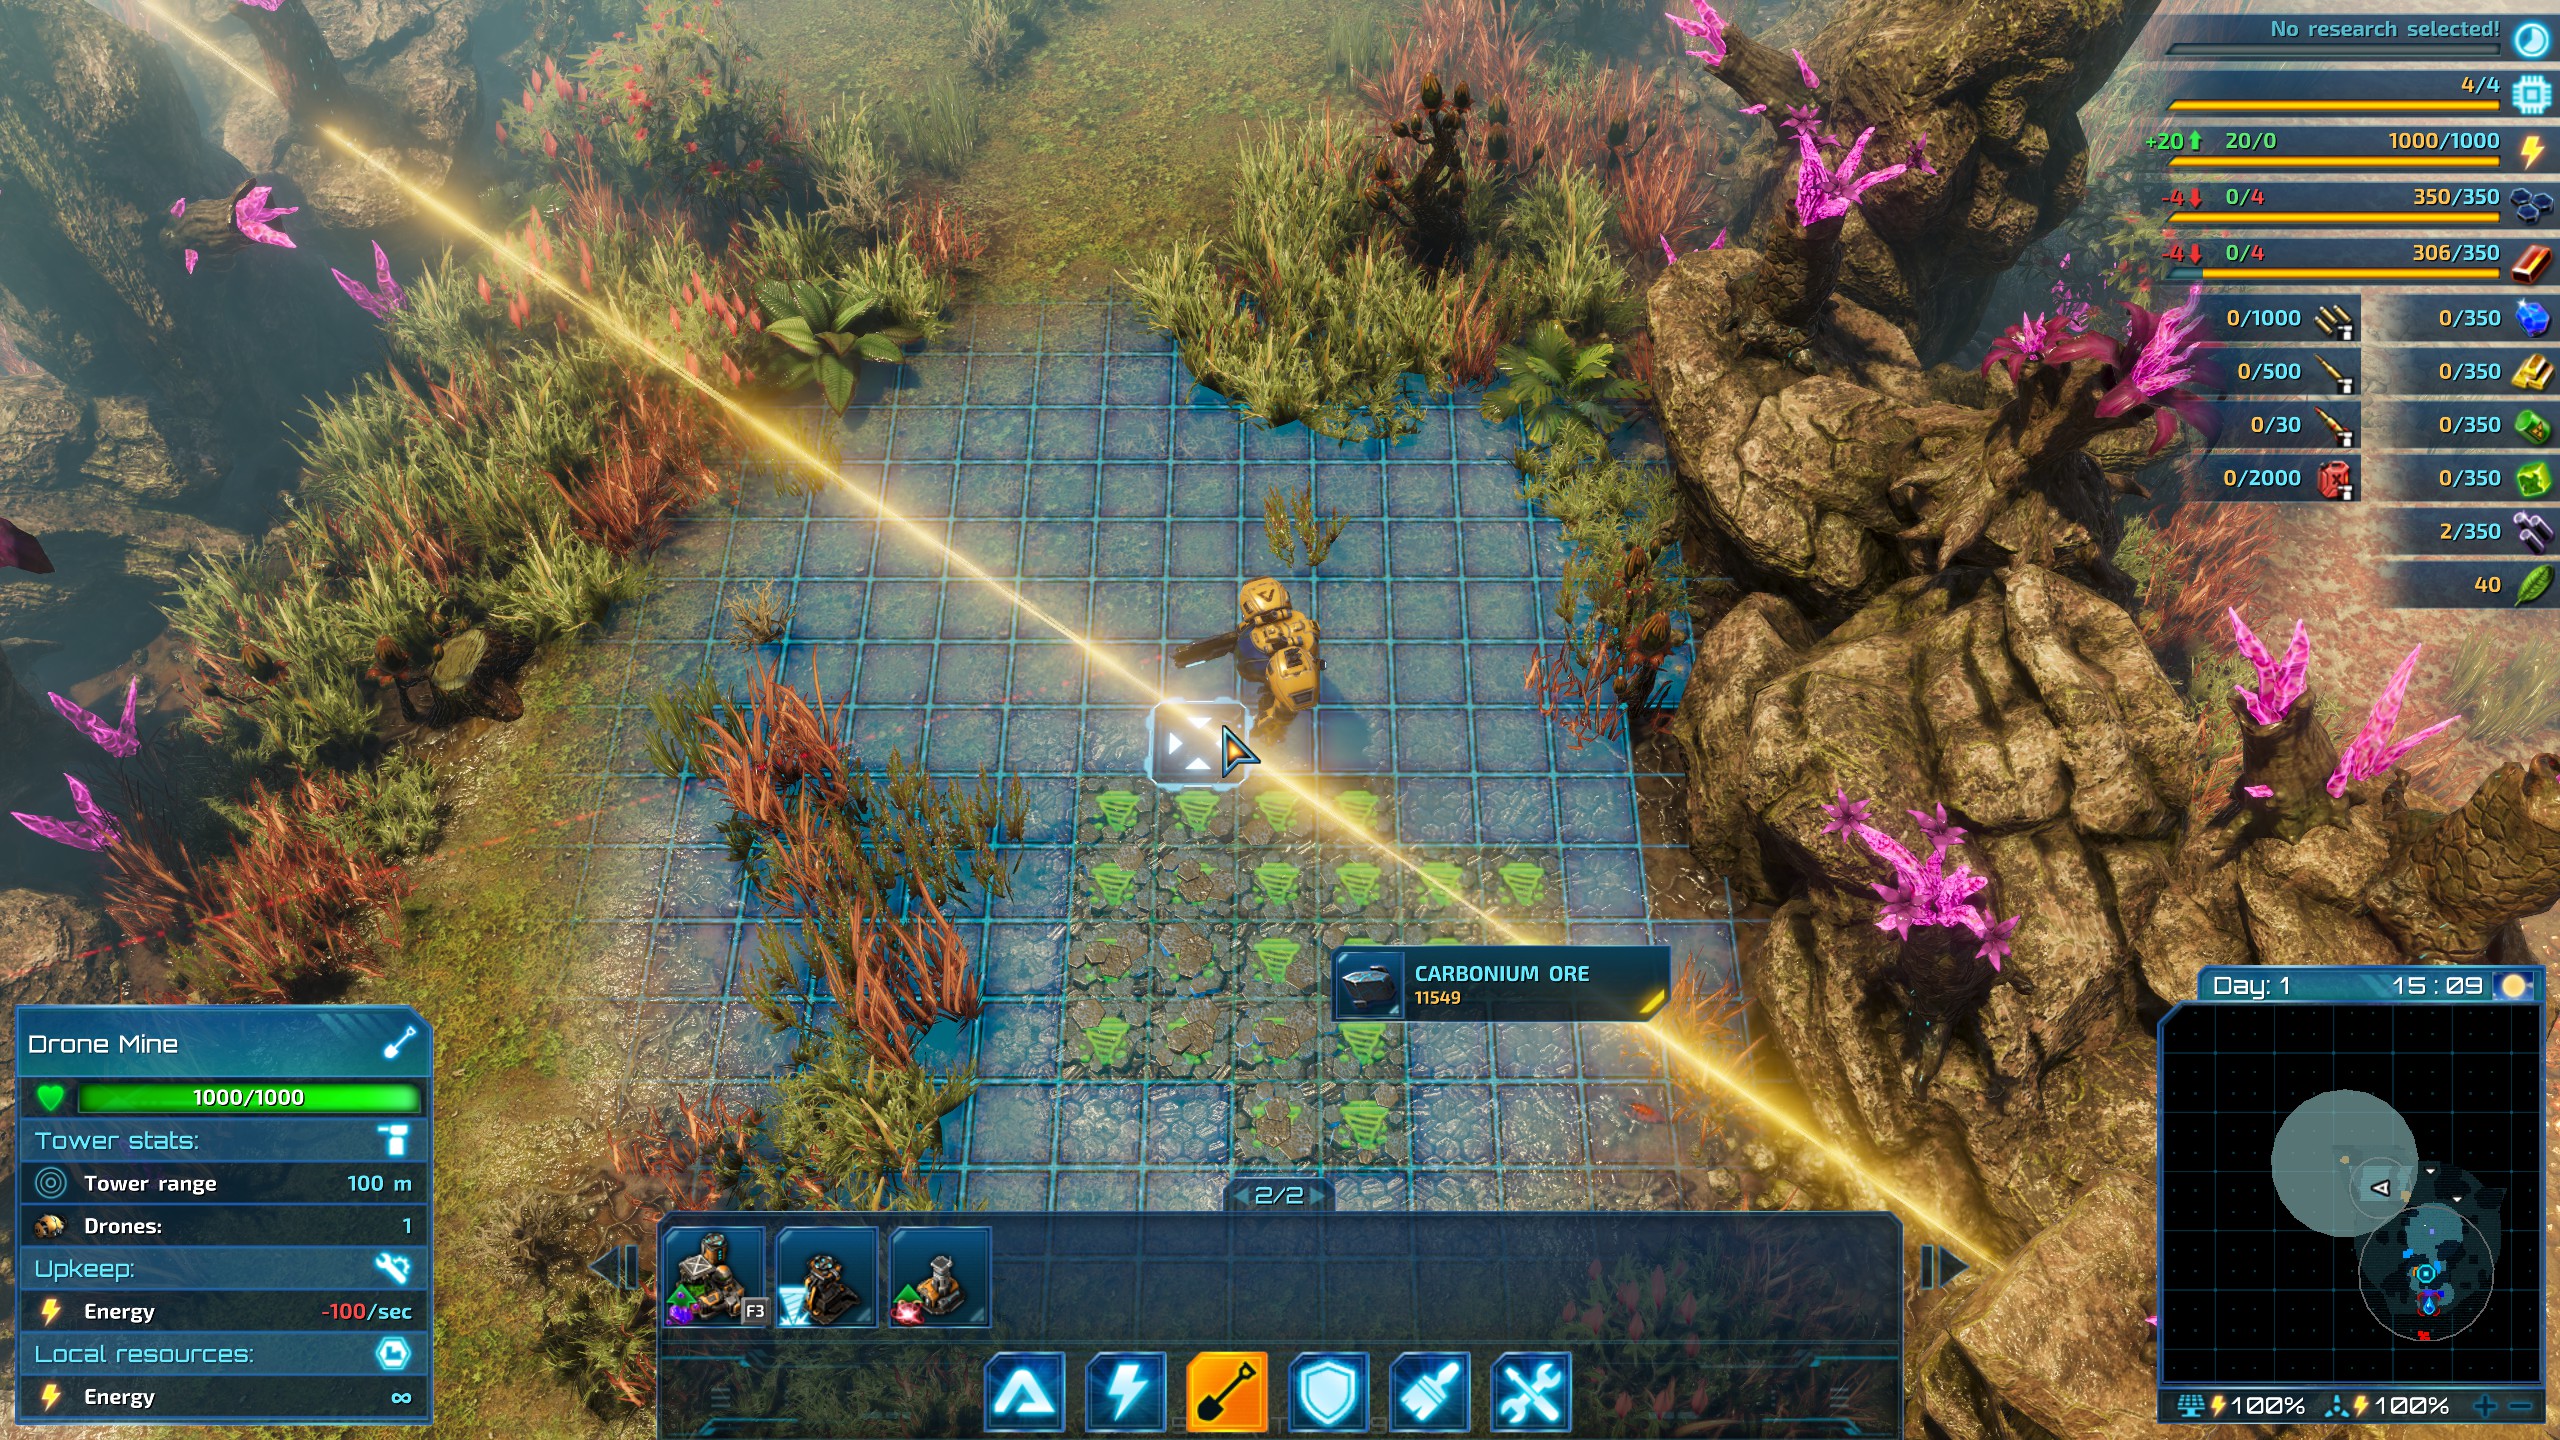 No research selected!
4/4
+20 20/0 1000/1000
-4 0/4 350/350
-4 0/4 306/350
0/1000 0/350
0/500 0/350
0/30 0/350
0/2000 0/350
2/350
40
CARBONIUM ORE
11549
Day: 1 15:09
Drone Mine
1000/1000
Tower stats:
Tower range 100 m
Drones: 1
Upkeep:
Energy -100/sec
Local resources:
Energy ∞
2/2
F3
100% 100%